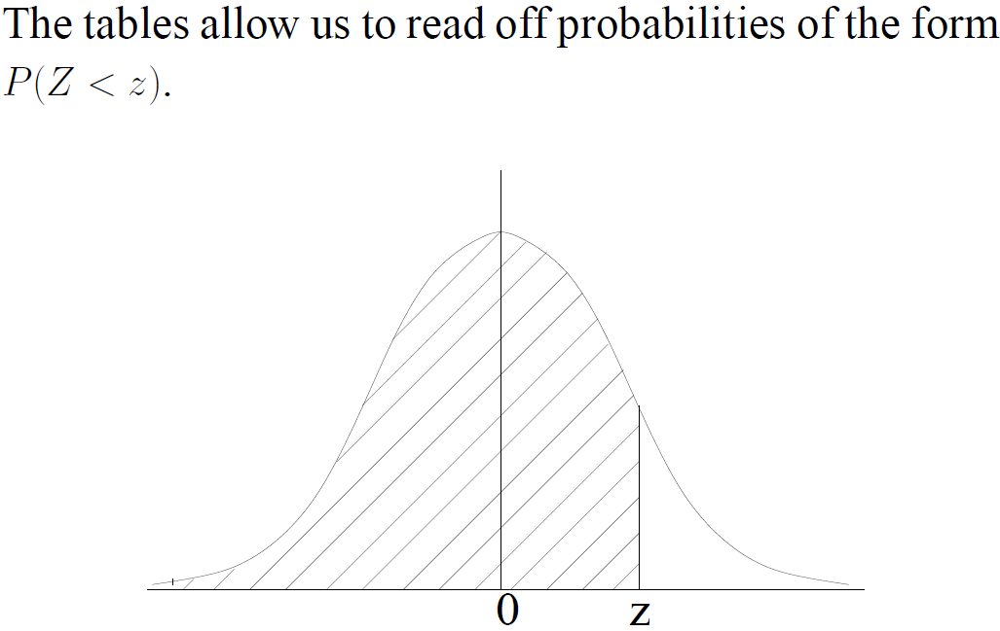 The tables allow us to read off probabilities of the form
P(Z < z).
0 z